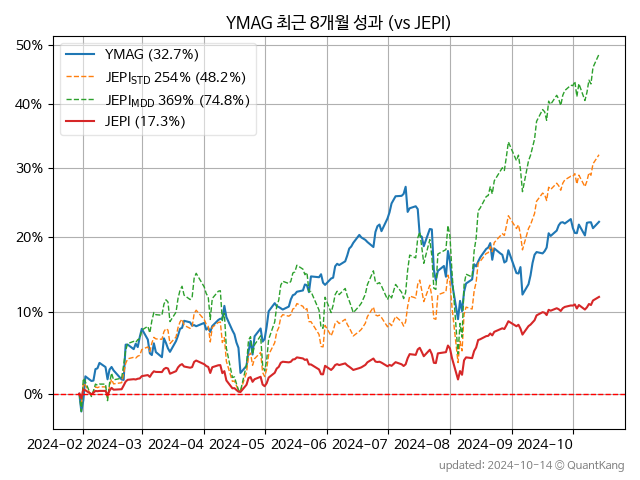 YMAG 최근 8개월 성과 (vs JEPI)
YMAG (32.7%)
JEPISTD 254% (48.2%)
JEPIMDD 369% (74.8%)
JEPI (17.3%)
50%
40%
30%
20%
10%
0%
2024-02 2024-03 2024-04 2024-05 2024-06 2024-07 2024-08 2024-09 2024-10
updated: 2024-10-14 © QuantKang